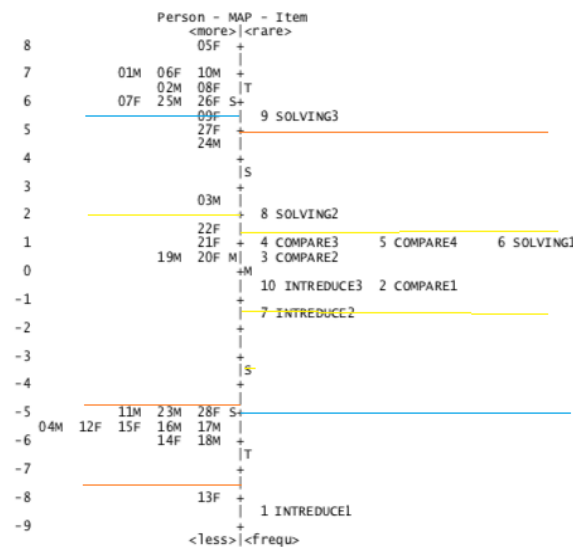 Person - MAP - Item
<more>|<rare>
8 05F +
|
7 01M 06F 10M +
02M 08F |T
6 07F 25M 26F S+
09F | 9 SOLVING3
5 27F +
24M |
4 +
|S
3 +
03M |
2 + 8 SOLVING2
22F |
1 21F + 4 COMPARE3 5 COMPARE4 6 SOLVING1
19M 20F M| 3 COMPARE2
0 +M
| 10 INTREDUCE3 2 COMPARE1
-1 +
| 7 INTREDUCE2
-2 +
|
-3 +
|S
-4 +
|
-5 11M 23M 28F S+
04M 12F 15F 16M 17M |
-6 14F 18M +
|T
-7 +
|
-8 13F +
| 1 INTREDUCE1
-9 +
<less>|<frequ>